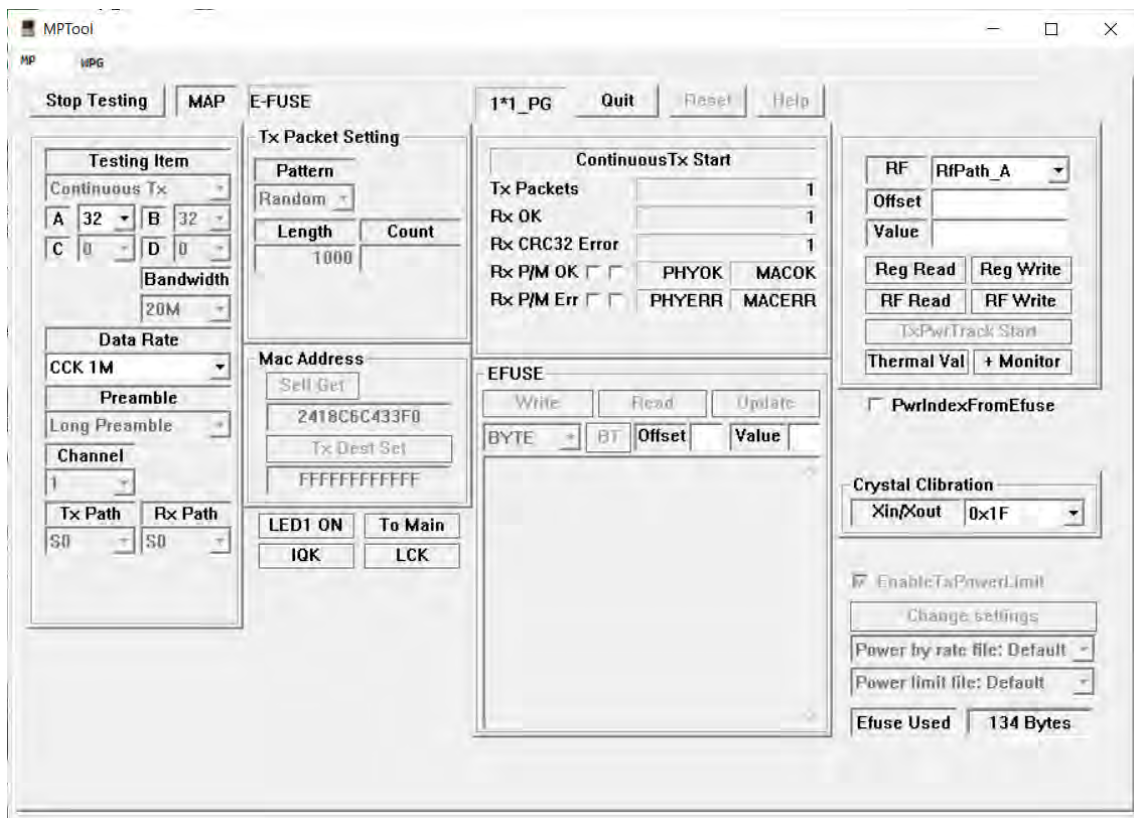 MPTool
MP WPG
Stop Testing MAP E-FUSE 1*1_PG Quit Reset Help
Testing Item
Continuous Tx
A 32 B 32
C 0 D 0
Bandwidth
20M
Data Rate
CCK 1M
Preamble
Long Preamble
Channel
1
Tx Path Rx Path
S0 S0
Tx Packet Setting
Pattern
Random
Length Count
1000
Mac Address
Sell Get
2418C6C433F0
Tx Dest Set
FFFFFFFFFFFF
LED1 ON To Main
IQK LCK
ContinuousTx Start
Tx Packets 1
Rx OK 1
Rx CRC32 Error 1
Rx P/M OK PHYOK MACOK
Rx P/M Err PHYERR MACERR
EFUSE
Write Read Update
BYTE BT Offset Value
RF RfPath_A
Offset
Value
Reg Read Reg Write
RF Read RF Write
TxPwrTrack Start
Thermal Val + Monitor
PwrIndexFromEfuse
Crystal Clibration
Xin/Xout 0x1F
EnableTxPowerLimit
Change settings
Power by rate file: Default
Power limit file: Default
Efuse Used 134 Bytes